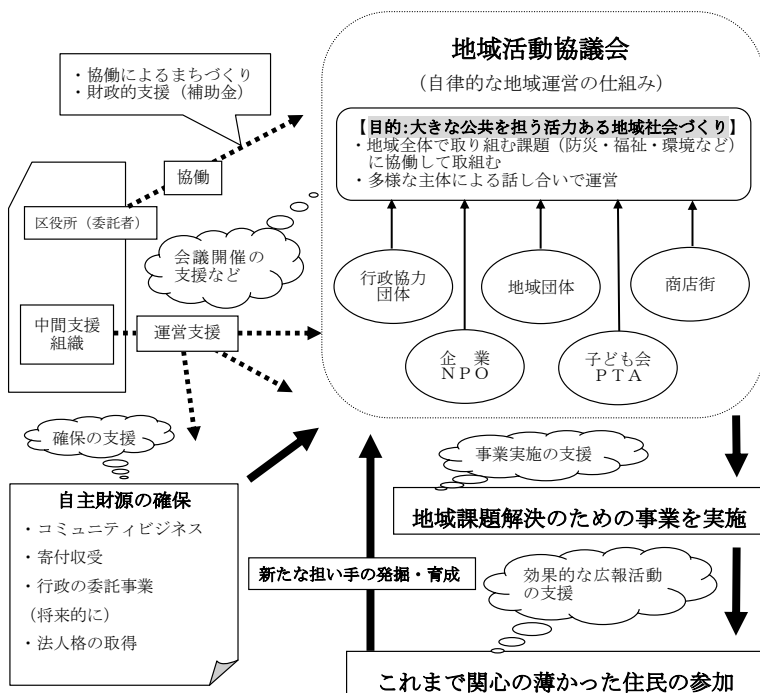 地域活動協議会
(自律的な地域運営の仕組み)
・協働によるまちづくり
・財政的支援（補助金）
【目的:大きな公共を担う活力ある地域社会づくり】
・地域全体で取り組む課題（防災・福祉・環境など）
に協働して取組む
・多様な主体による話し合いで運営
協働
区役所（委託者）
会議開催の
支援など
行政協力
団体
地域団体
商店街
中間支援
組織
運営支援
企　業
ＮＰＯ
子ども会
ＰＴＡ
確保の支援
事業実施の支援
自主財源の確保
・コミュニティビジネス
・寄付収受
・行政の委託事業
（将来的に）
・法人格の取得
地域課題解決のための事業を実施
新たな担い手の発掘・育成
効果的な広報活動
の支援
これまで関心の薄かった住民の参加